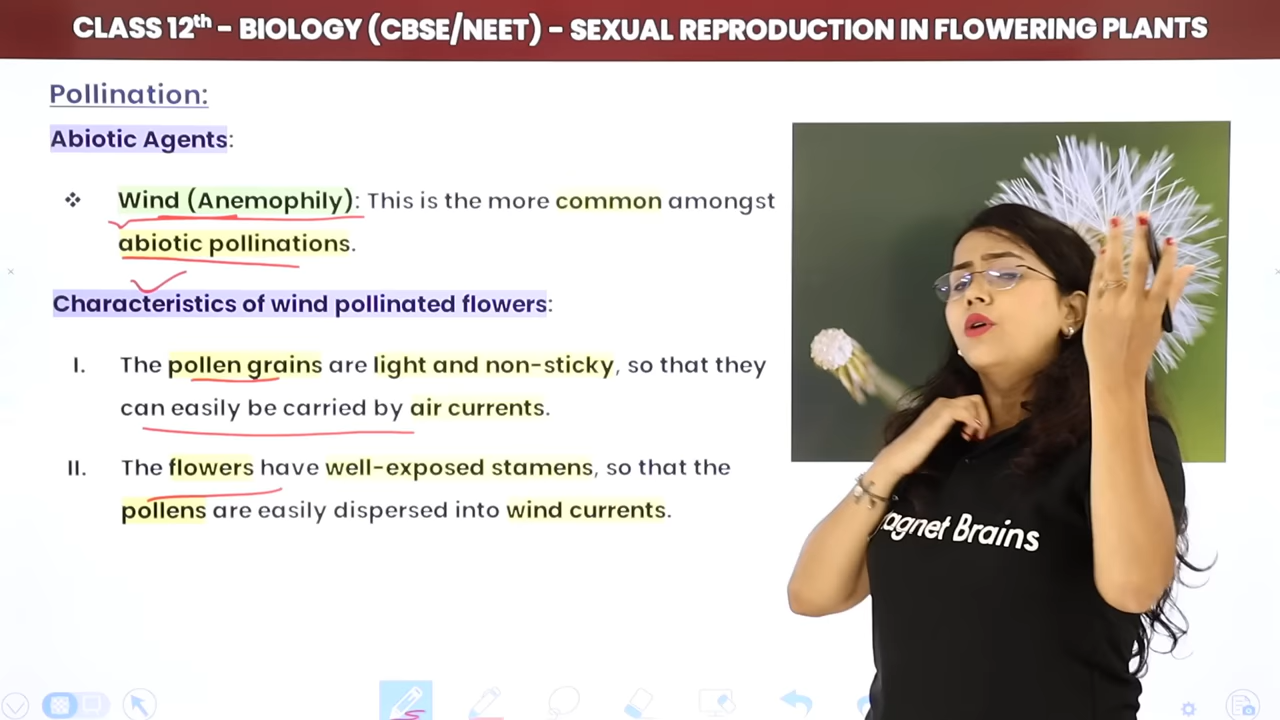 CLASS 12th – BIOLOGY (CBSE/NEET) – SEXUAL REPRODUCTION IN FLOWERING PLANTS
Pollination:
Abiotic Agents:
❖ Wind (Anemophily): This is the more common amongst
abiotic pollinations.
Characteristics of wind pollinated flowers:
I. The pollen grains are light and non-sticky, so that they
can easily be carried by air currents.
II. The flowers have well-exposed stamens, so that the
pollens are easily dispersed into wind currents.
agnet Brains